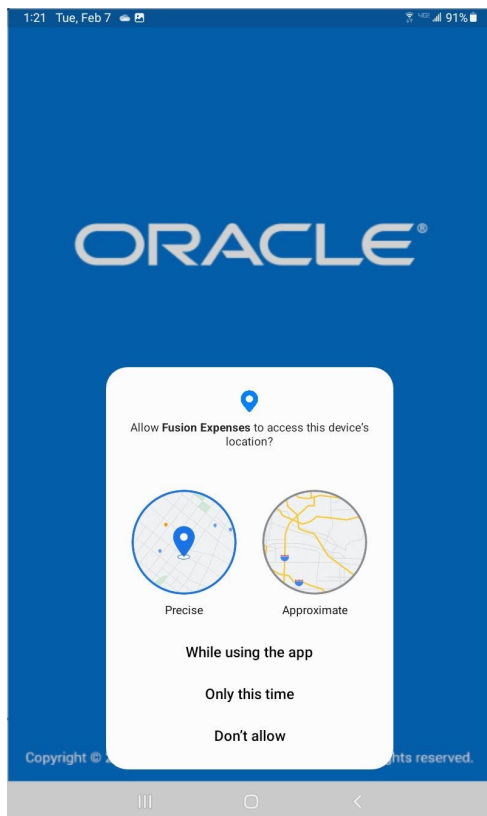 1:21 Tue, Feb 7 91%
ORACLE®
Allow Fusion Expenses to access this device's
location?
Precise Approximate
While using the app
Only this time
Don't allow
Copyright © hts reserved.